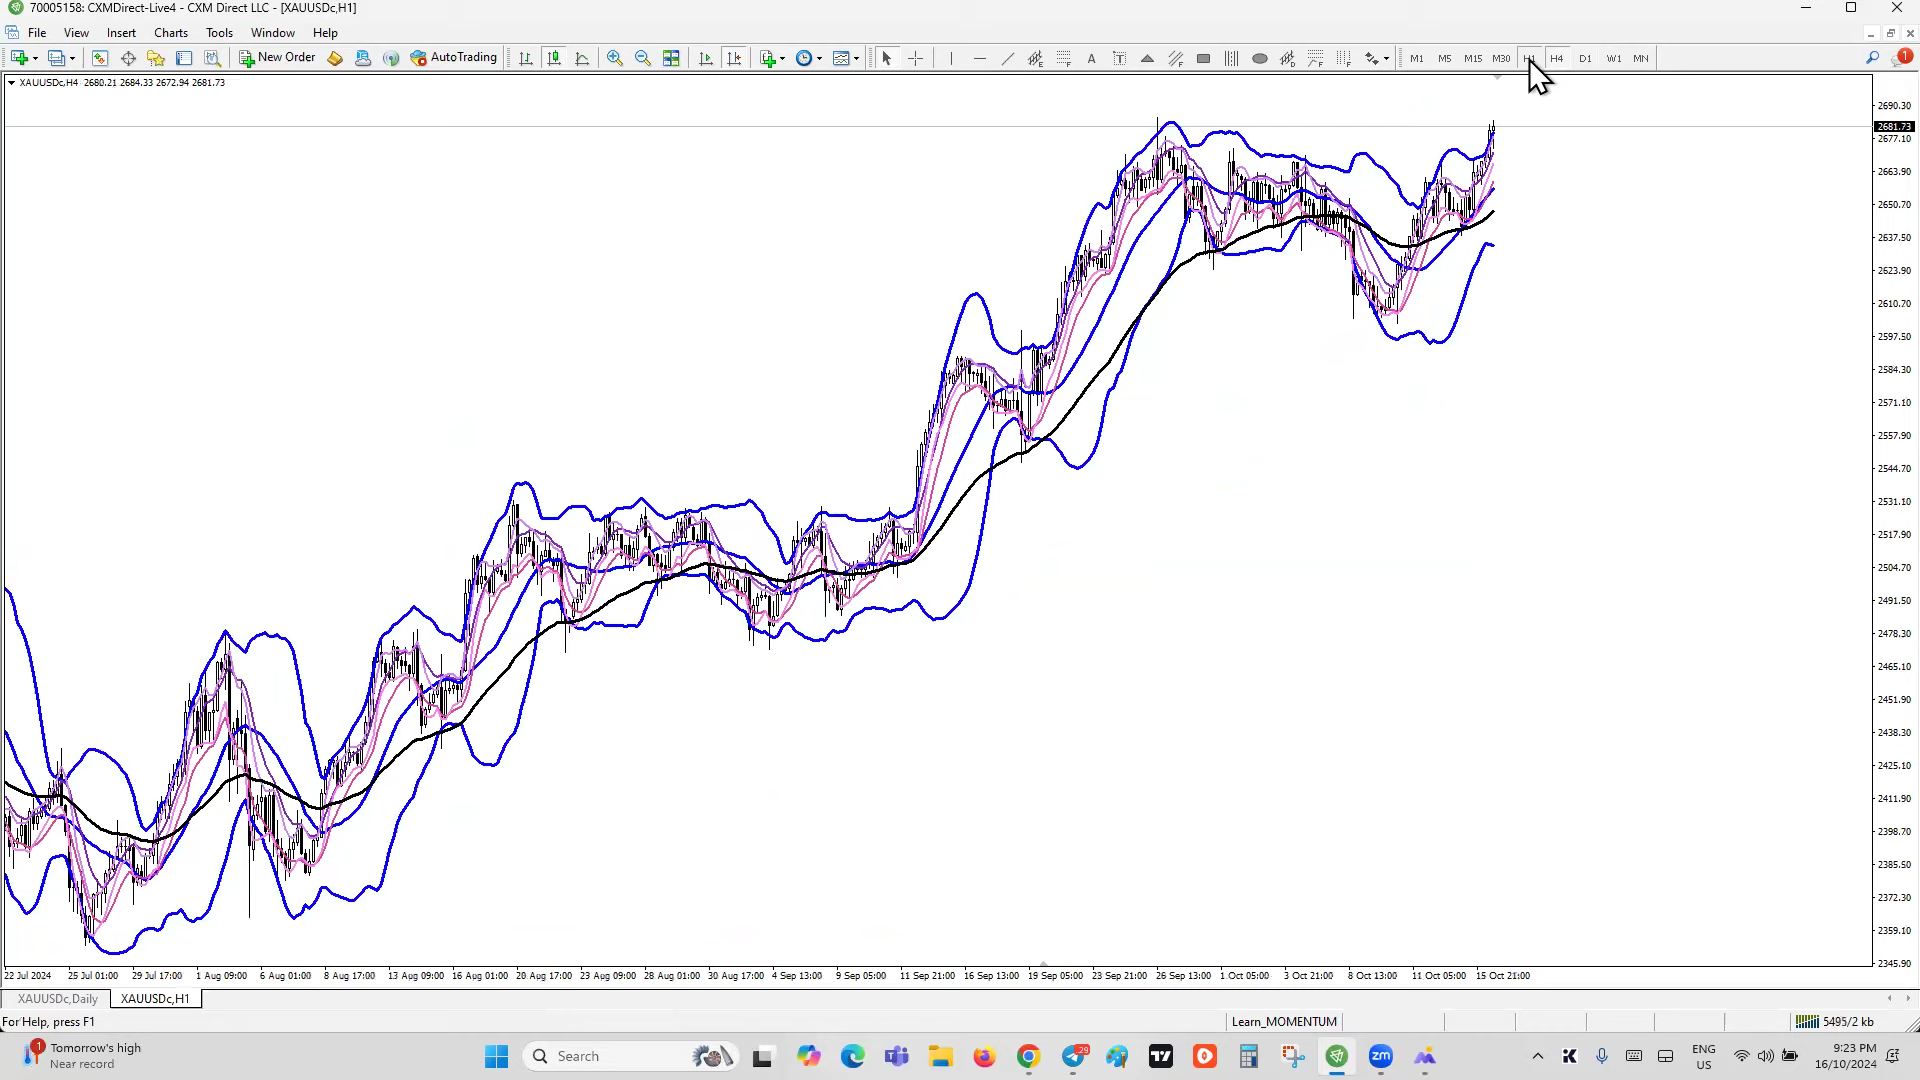 70005158: CXMDirect-Live4 - CXM Direct LLC - [XAUUSDc,H1]
File View Insert Charts Tools Window Help
New Order AutoTrading A T M1 M5 M15 M30 H4 D1 W1 MN 1
XAUUSDc,H4 2680.21 2684.33 2672.94 2681.73
2690.30
2681.73
2677.10
2663.90
2650.70
2637.50
2623.90
2610.70
2597.50
2584.30
2571.10
2557.90
2544.70
2531.10
2517.90
2504.70
2491.50
2478.30
2465.10
2451.90
2438.30
2425.10
2411.90
2398.70
2385.50
2372.30
2359.10
2345.90
22 Jul 2024 25 Jul 01:00 29 Jul 17:00 1 Aug 09:00 6 Aug 01:00 8 Aug 17:00 13 Aug 09:00 16 Aug 01:00 20 Aug 17:00 23 Aug 09:00 28 Aug 01:00 30 Aug 17:00 4 Sep 13:00 9 Sep 05:00 11 Sep 21:00 16 Sep 13:00 19 Sep 05:00 23 Sep 21:00 26 Sep 13:00 1 Oct 05:00 3 Oct 21:00 8 Oct 13:00 11 Oct 05:00 15 Oct 21:00
XAUUSDc,Daily XAUUSDc,H1
For Help, press F1 Learn_MOMENTUM 5495/2 kb
1 Tomorrow's high
Near record
Search
29
zm
ENG
US
9:23 PM
16/10/2024